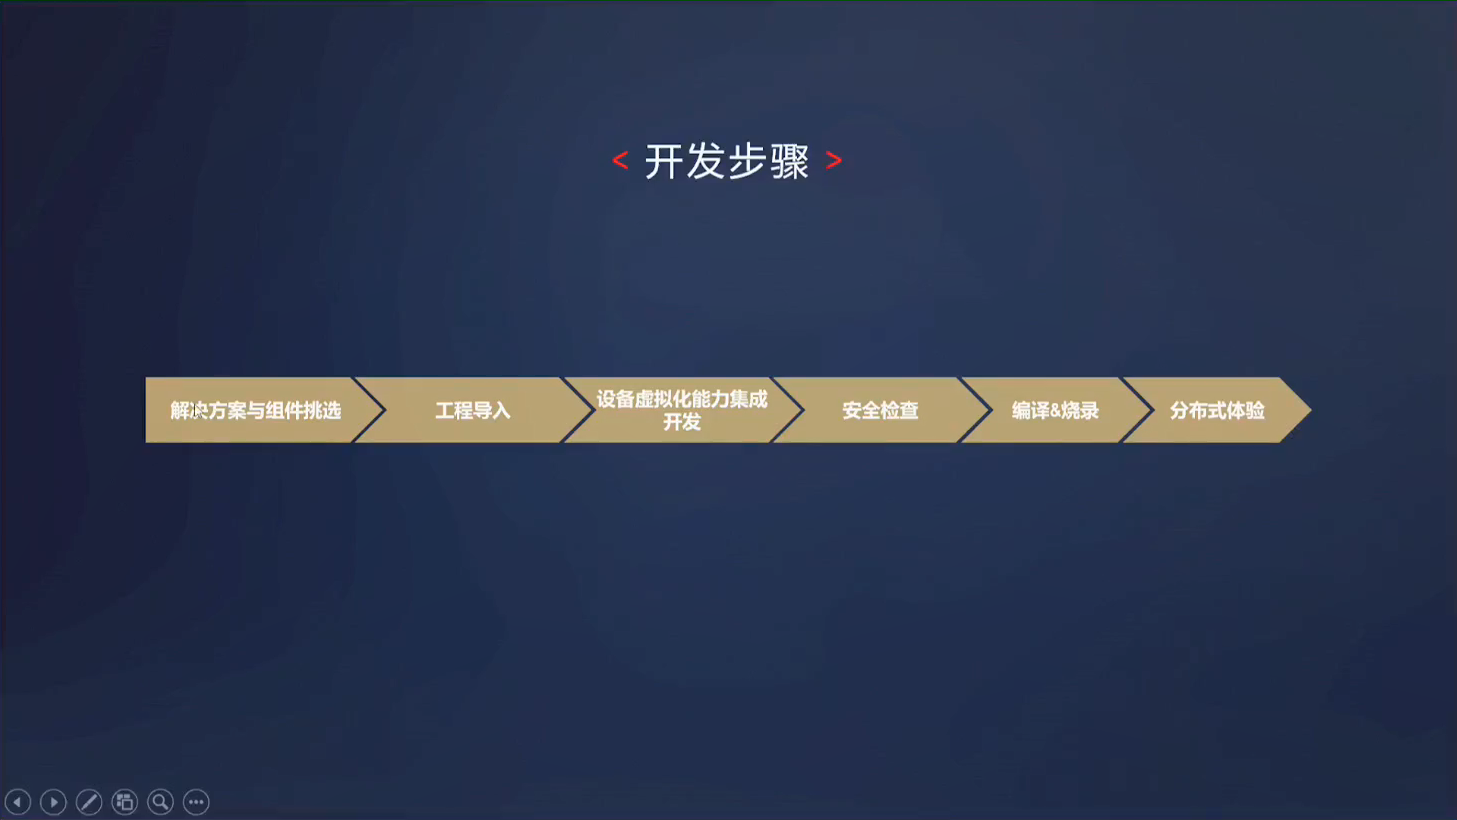 < 开发步骤 >
解决方案与组件挑选
工程导入
设备虚拟化能力集成
开发
安全检查
编译&烧录
分布式体验